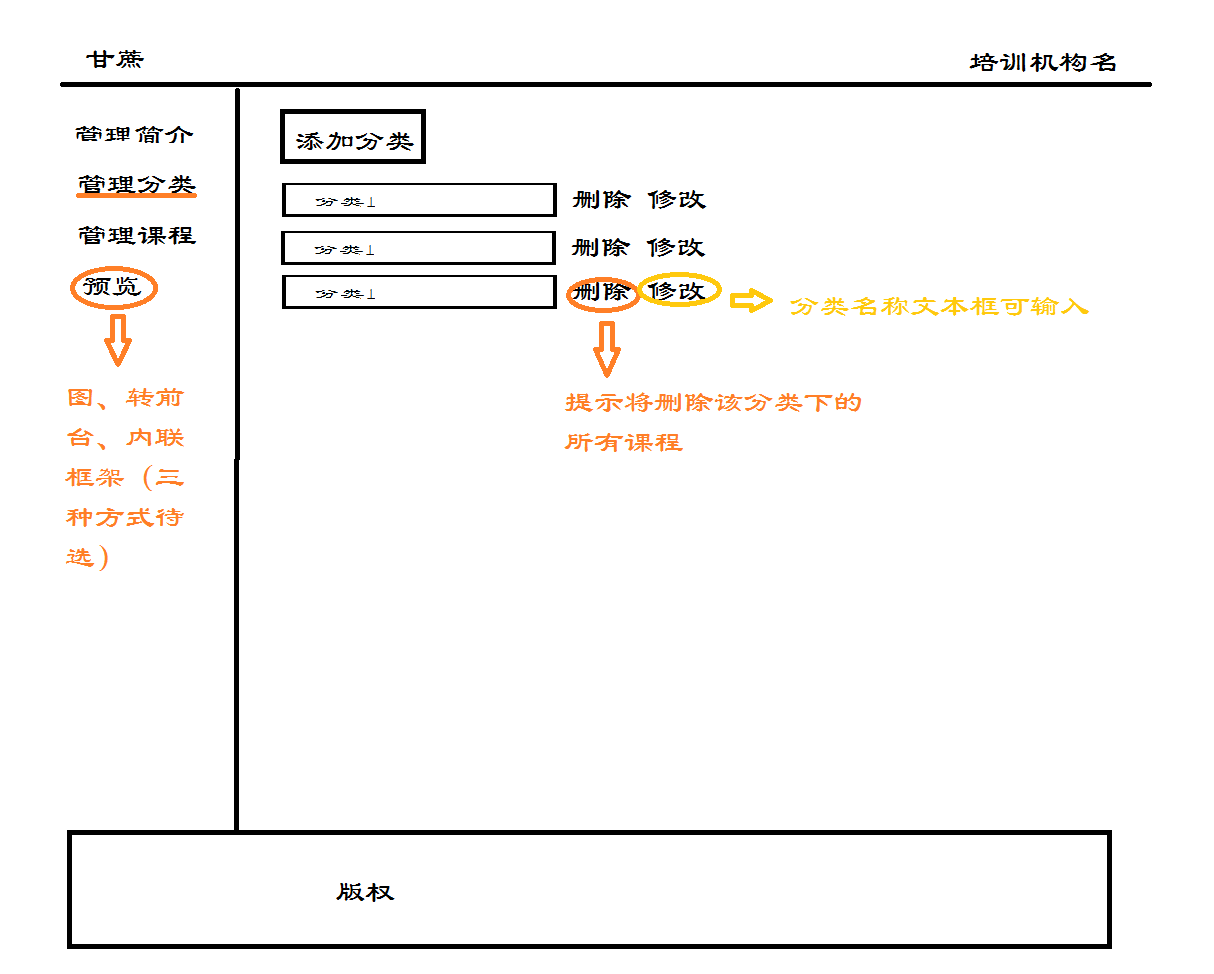 甘蔗
培训机构名
管理简介
添加分类
管理分类
分类1 删除 修改
管理课程
分类1 删除 修改
预览
分类1 删除 修改
分类名称文本框可输入
图、转前
台、内联
框架（三
种方式待
选）
提示将删除该分类下的
所有课程
版权